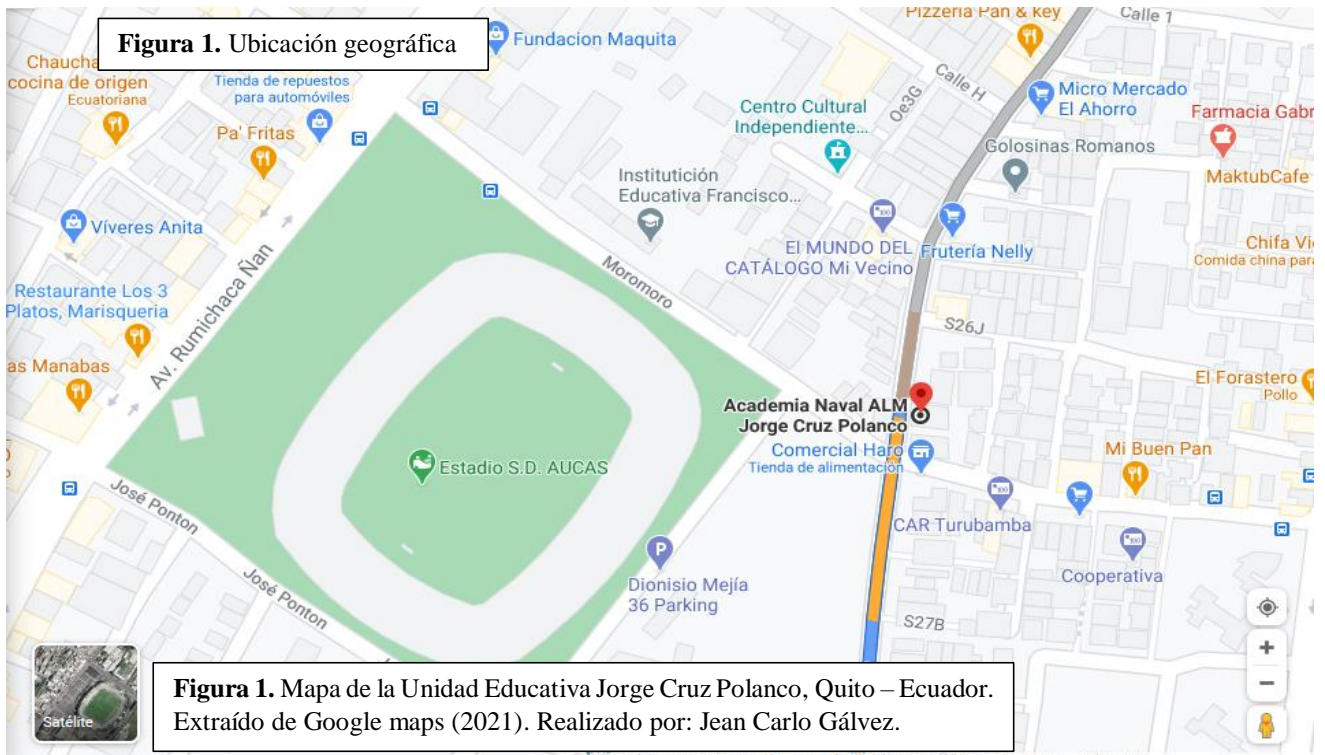 Figura 1. Ubicación geográfica
Pizzeria Pan & key
Calle 1
Fundacion Maquita
Chaucha
cocina de origen
Ecuatoriana
Tienda de repuestos
para automóviles
Calle H
Micro Mercado
El Ahorro
Oe3G
Centro Cultural
Independiente...
Farmacia Gabr
Pa' Fritas
Golosinas Romanos
Institutición
Educativa Francisco...
MaktubCafe
Víveres Anita
El MUNDO DEL
CATÁLOGO Mi Vecino
Frutería Nelly
Chifa Vi
Comida china para
Moromoro
Av. Rumichaca Ñan
Restaurante Los 3
Platos, Marisqueria
S26J
as Manabas
El Forastero
Pollo
Academia Naval ALM
Jorge Cruz Polanco
Comercial Haro
Tienda de alimentación
Mi Buen Pan
Estadio S.D. AUCAS
José Ponton
CAR Turubamba
Cooperativa
José Ponton
Dionisio Mejía
36 Parking
S27B
Satélite
Figura 1. Mapa de la Unidad Educativa Jorge Cruz Polanco, Quito – Ecuador.
Extraído de Google maps (2021). Realizado por: Jean Carlo Gálvez.